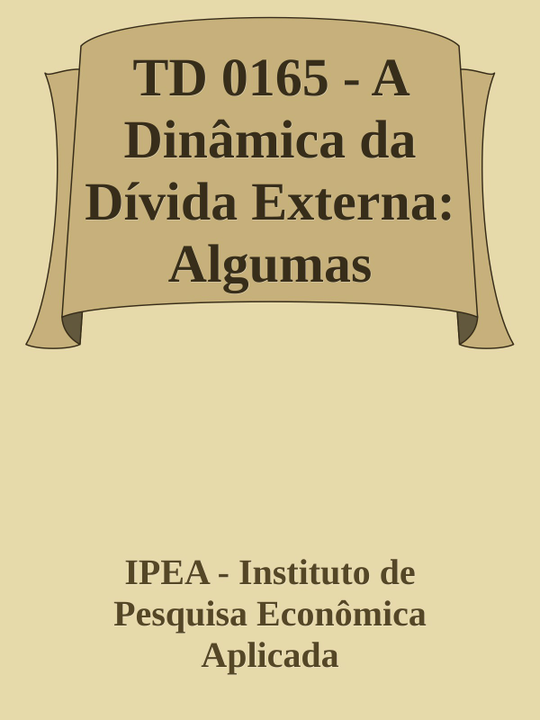 TD 0165 - A
Dinâmica da
Dívida Externa:
Algumas
IPEA - Instituto de
Pesquisa Econômica
Aplicada